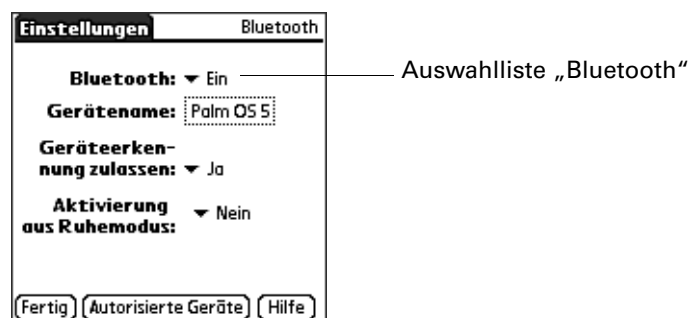 Einstellungen Bluetooth
Bluetooth: Ein
Auswahlliste „Bluetooth“
Gerätename: Palm OS 5
Geräteerken-
nung zulassen: Ja
Aktivierung
aus Ruhemodus: Nein
Fertig Autorisierte Geräte Hilfe